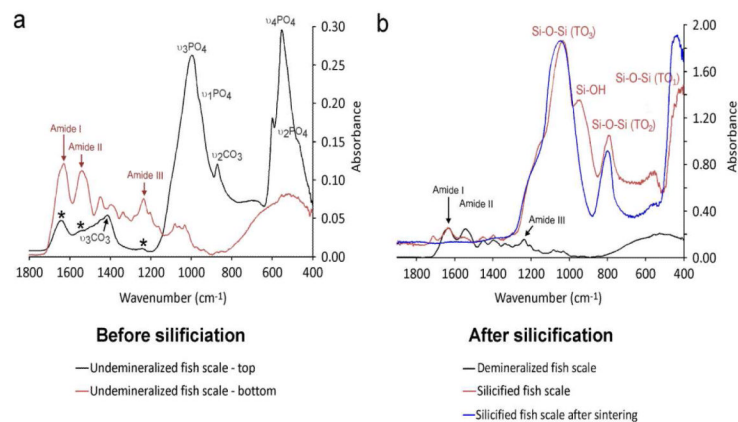 a
υ4PO4
υ3PO4
υ1PO4
υ2CO3
υ2PO4
Amide I
Amide II
Amide III
*
*
*
υ3CO3
0.30
0.25
0.20
0.15
0.10
0.05
0.00
Absorbance
1800 1600 1400 1200 1000 800 600 400
Wavenumber (cm-1)
Before silificiation
Undemineralized fish scale - top
Undemineralized fish scale - bottom
b
Si-O-Si (TO3)
Si-OH
Si-O-Si (TO1)
Si-O-Si (TO2)
Amide I
Amide II
Amide III
2.00
1.60
1.20
0.80
0.40
0.00
Absorbance
1800 1600 1400 1200 1000 800 600 400
Wavenumber (cm-1)
After silicification
Demineralized fish scale
Silicified fish scale
Silicified fish scale after sintering